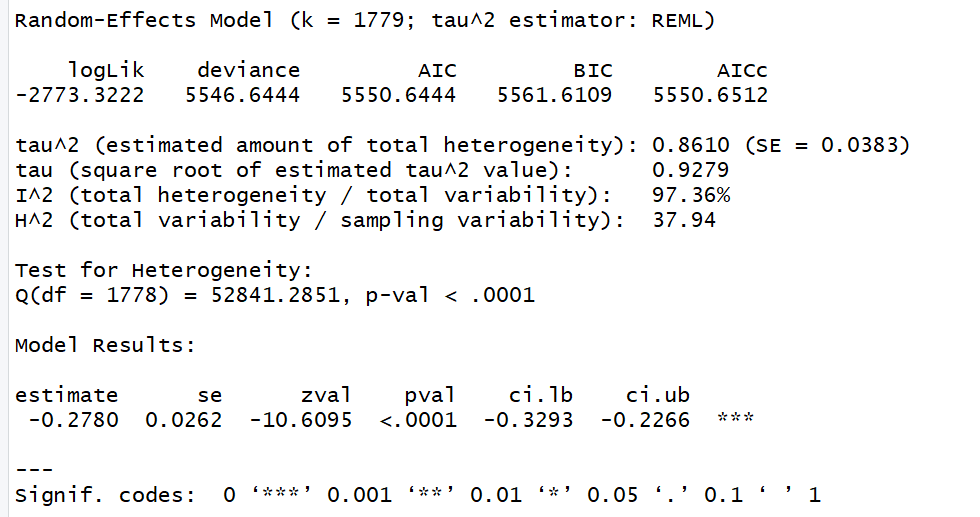 Random-Effects Model (k = 1779; tau^2 estimator: REML)
logLik deviance AIC BIC AICc
-2773.3222 5546.6444 5550.6444 5561.6109 5550.6512
tau^2 (estimated amount of total heterogeneity): 0.8610 (SE = 0.0383)
tau (square root of estimated tau^2 value): 0.9279
I^2 (total heterogeneity / total variability): 97.36%
H^2 (total variability / sampling variability): 37.94
Test for Heterogeneity:
Q(df = 1778) = 52841.2851, p-val < .0001
Model Results:
estimate se zval pval ci.lb ci.ub
-0.2780 0.0262 -10.6095 <.0001 -0.3293 -0.2266 ***
---
Signif. codes: 0 ‘***’ 0.001 ‘**’ 0.01 ‘*’ 0.05 ‘.’ 0.1 ‘ ’ 1